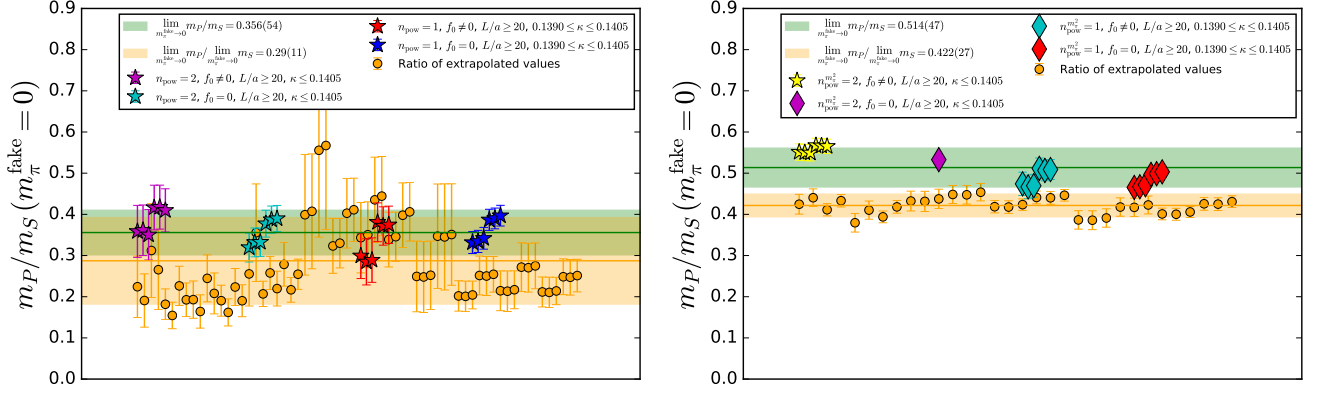 0.9
0.8
0.7
0.6
0.5
0.4
0.3
0.2
0.1
0.0
m_P/m_S (m_π^fake = 0)
lim_{m_π^fake→0} m_P/m_S = 0.356(54)
lim_{m_π^fake→0} m_P/ lim_{m_π^fake→0} m_S = 0.29(11)
n_pow = 2, f_0 ≠ 0, L/a ≥ 20, κ ≤ 0.1405
n_pow = 2, f_0 = 0, L/a ≥ 20, κ ≤ 0.1405
n_pow = 1, f_0 ≠ 0, L/a ≥ 20, 0.1390 ≤ κ ≤ 0.1405
n_pow = 1, f_0 = 0, L/a ≥ 20, 0.1390 ≤ κ ≤ 0.1405
Ratio of extrapolated values
0.9
0.8
0.7
0.6
0.5
0.4
0.3
0.2
0.1
0.0
m_P/m_S (m_π^fake = 0)
lim_{m_π^fake→0} m_P/m_S = 0.514(47)
lim_{m_π^fake→0} m_P/ lim_{m_π^fake→0} m_S = 0.422(27)
n_pow^{m_π^2} = 2, f_0 ≠ 0, L/a ≥ 20, κ ≤ 0.1405
n_pow^{m_π^2} = 2, f_0 = 0, L/a ≥ 20, κ ≤ 0.1405
n_pow^{m_π^2} = 1, f_0 ≠ 0, L/a ≥ 20, 0.1390 ≤ κ ≤ 0.1405
n_pow^{m_π^2} = 1, f_0 = 0, L/a ≥ 20, 0.1390 ≤ κ ≤ 0.1405
Ratio of extrapolated values